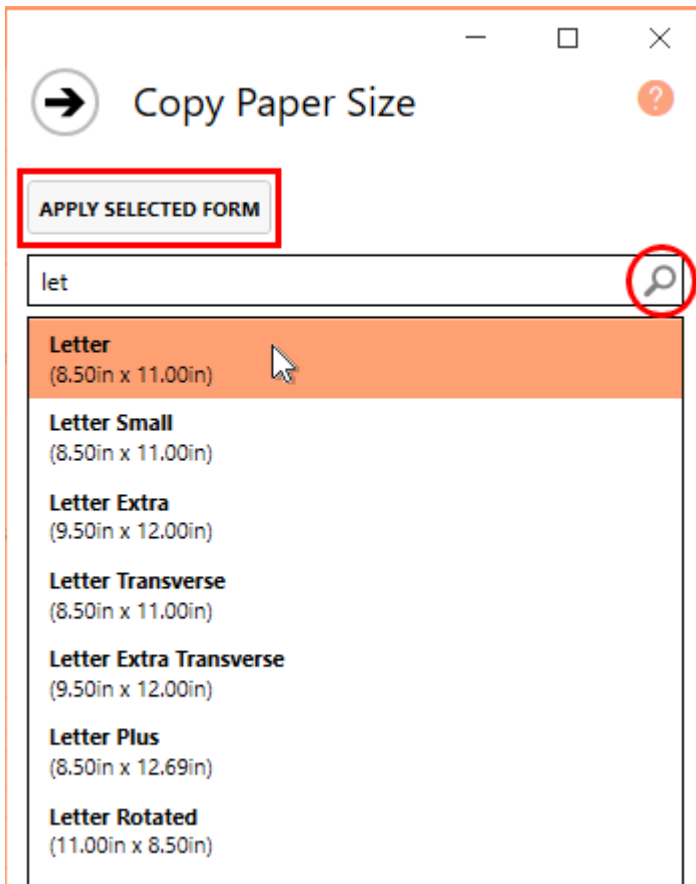 Copy Paper Size
?
APPLY SELECTED FORM
let
Letter
(8.50in x 11.00in)
Letter Small
(8.50in x 11.00in)
Letter Extra
(9.50in x 12.00in)
Letter Transverse
(8.50in x 11.00in)
Letter Extra Transverse
(9.50in x 12.00in)
Letter Plus
(8.50in x 12.69in)
Letter Rotated
(11.00in x 8.50in)